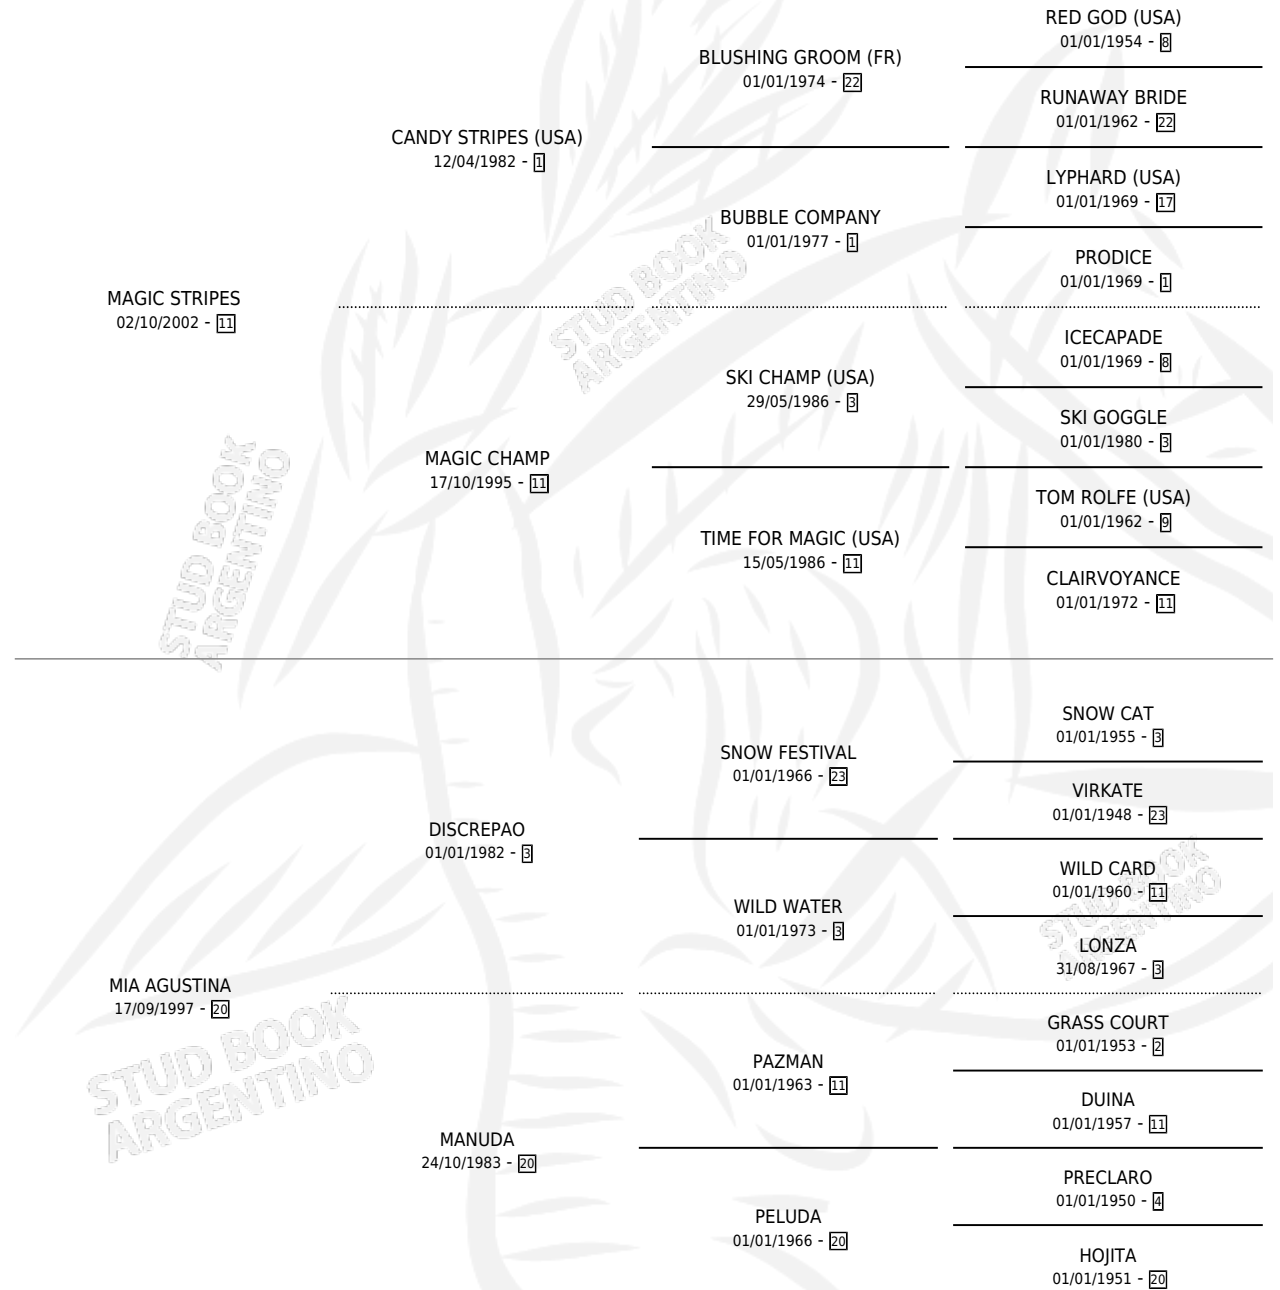 RED GOD (USA)
01/01/1954 - 8
BLUSHING GROOM (FR)
01/01/1974 - 22
RUNAWAY BRIDE
01/01/1962 - 22
CANDY STRIPES (USA)
12/04/1982 - 1
LYPHARD (USA)
01/01/1969 - 17
BUBBLE COMPANY
01/01/1977 - 1
PRODICE
01/01/1969 - 1
MAGIC STRIPES
02/10/2002 - 11
STUD BOOK
ARGENTINO
ICECAPADE
01/01/1969 - 8
SKI CHAMP (USA)
29/05/1986 - 3
SKI GOGGLE
01/01/1980 - 3
MAGIC CHAMP
17/10/1995 - 11
TOM ROLFE (USA)
01/01/1962 - 9
TIME FOR MAGIC (USA)
15/05/1986 - 11
CLAIRVOYANCE
01/01/1972 - 11
STUD BOOK
ARGENTINO
SNOW CAT
01/01/1955 - 3
SNOW FESTIVAL
01/01/1966 - 23
VIRKATE
01/01/1948 - 23
DISCREPAO
01/01/1982 - 3
WILD CARD
01/01/1960 - 11
WILD WATER
01/01/1973 - 3
LONZA
31/08/1967 - 3
STUD BOOK
ARGENTINO
MIA AGUSTINA
17/09/1997 - 20
GRASS COURT
01/01/1953 - 2
PAZMAN
01/01/1963 - 11
DUINA
01/01/1957 - 11
STUD BOOK
ARGENTINO
MANUDA
24/10/1983 - 20
PRECLARO
01/01/1950 - 4
PELUDA
01/01/1966 - 20
HOJITA
01/01/1951 - 20